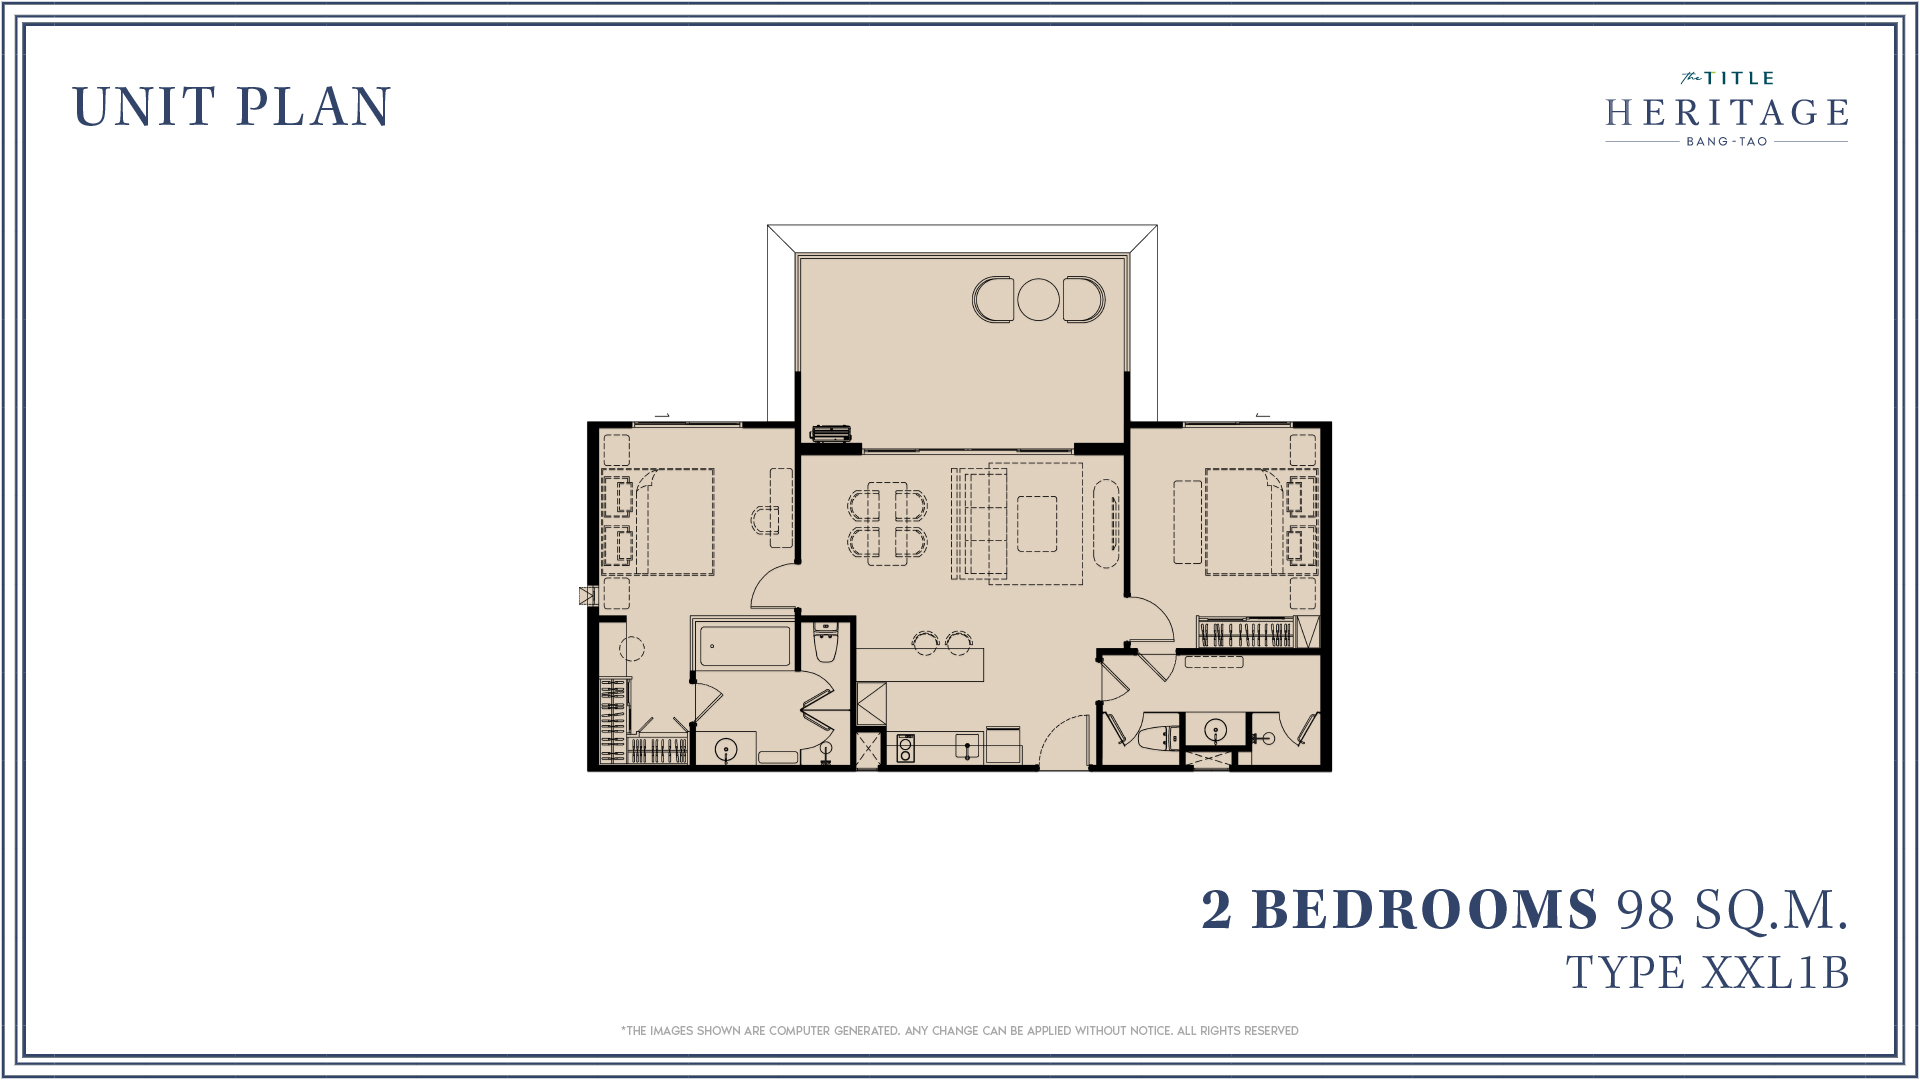 UNIT PLAN
the TITLE
HERITAGE
BANG-TAO
2 BEDROOMS 98 SQ.M.
TYPE XXL1B
*THE IMAGES SHOWN ARE COMPUTER GENERATED. ANY CHANGE CAN BE APPLIED WITHOUT NOTICE. ALL RIGHTS RESERVED